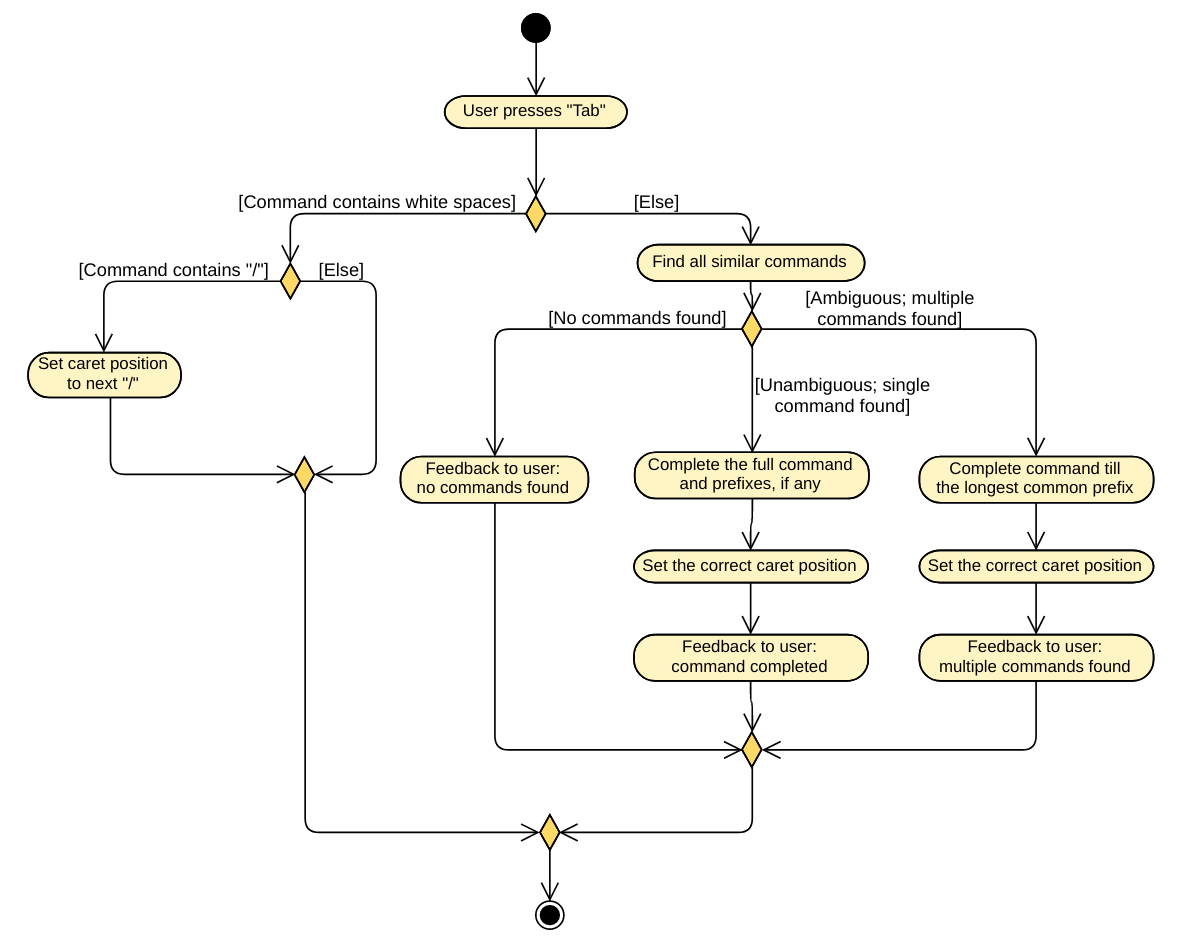 User presses "Tab"
[Command contains white spaces]
[Else]
Find all similar commands
[Command contains "/"]
[Else]
[No commands found]
[Ambiguous; multiple
commands found]
Set caret position
to next "/"
[Unambiguous; single
command found]
Feedback to user:
no commands found
Complete the full command
and prefixes, if any
Complete command till
the longest common prefix
Set the correct caret position
Set the correct caret position
Feedback to user:
command completed
Feedback to user:
multiple commands found